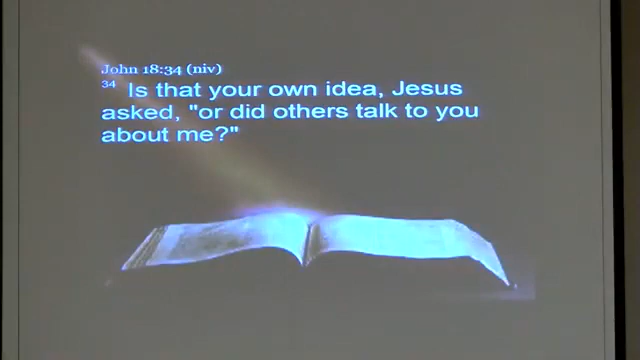 John 18:34 (niv)
34 Is that your own idea, Jesus
asked, "or did others talk to you
about me?"